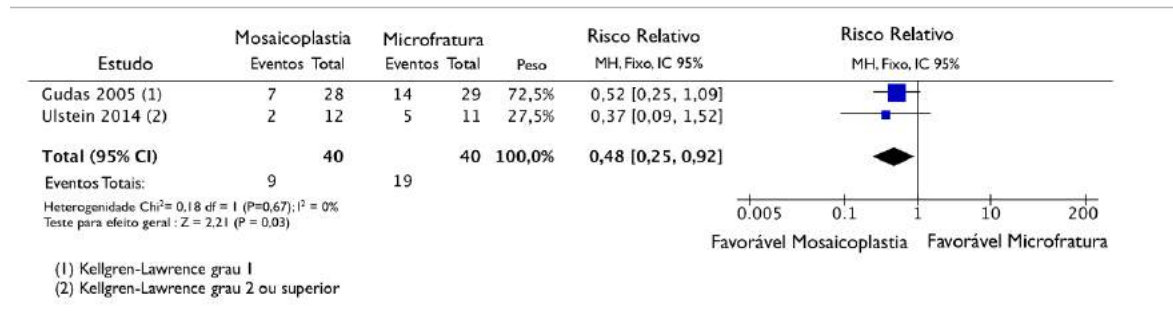 Mosaicoplastia Microfratura Risco Relativo Risco Relativo
Estudo Eventos Total Eventos Total Peso MH, Fixo, IC 95% MH, Fixo, IC 95%
Gudas 2005 (1) 7 28 14 29 72,5% 0,52 [0,25, 1,09]
Ulstein 2014 (2) 2 12 5 11 27,5% 0,37 [0,09, 1,52]
Total (95% CI) 40 40 100,0% 0,48 [0,25, 0,92]
Eventos Totais: 9 19
Heterogenidade Chi²= 0,18 df = 1 (P=0,67); I² = 0%
Teste para efeito geral : Z = 2,21 (P = 0,03)
0.005 0.1 1 10 200
Favorável Mosaicoplastia Favorável Microfratura
(1) Kellgren-Lawrence grau 1
(2) Kellgren-Lawrence grau 2 ou superior